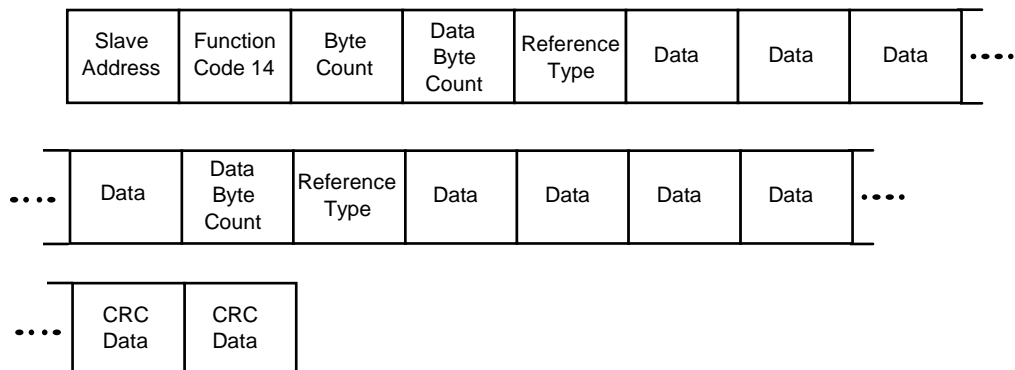 Slave Address
Function Code 14
Byte Count
Data Byte Count
Reference Type
Data
Data
Data
Data
Data Byte Count
Reference Type
Data
Data
Data
Data
CRC Data
CRC Data